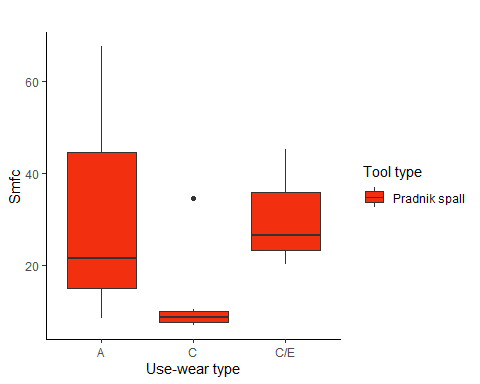 60
40
20
Smfc
A C C/E
Use-wear type
Tool type
Pradnik spall